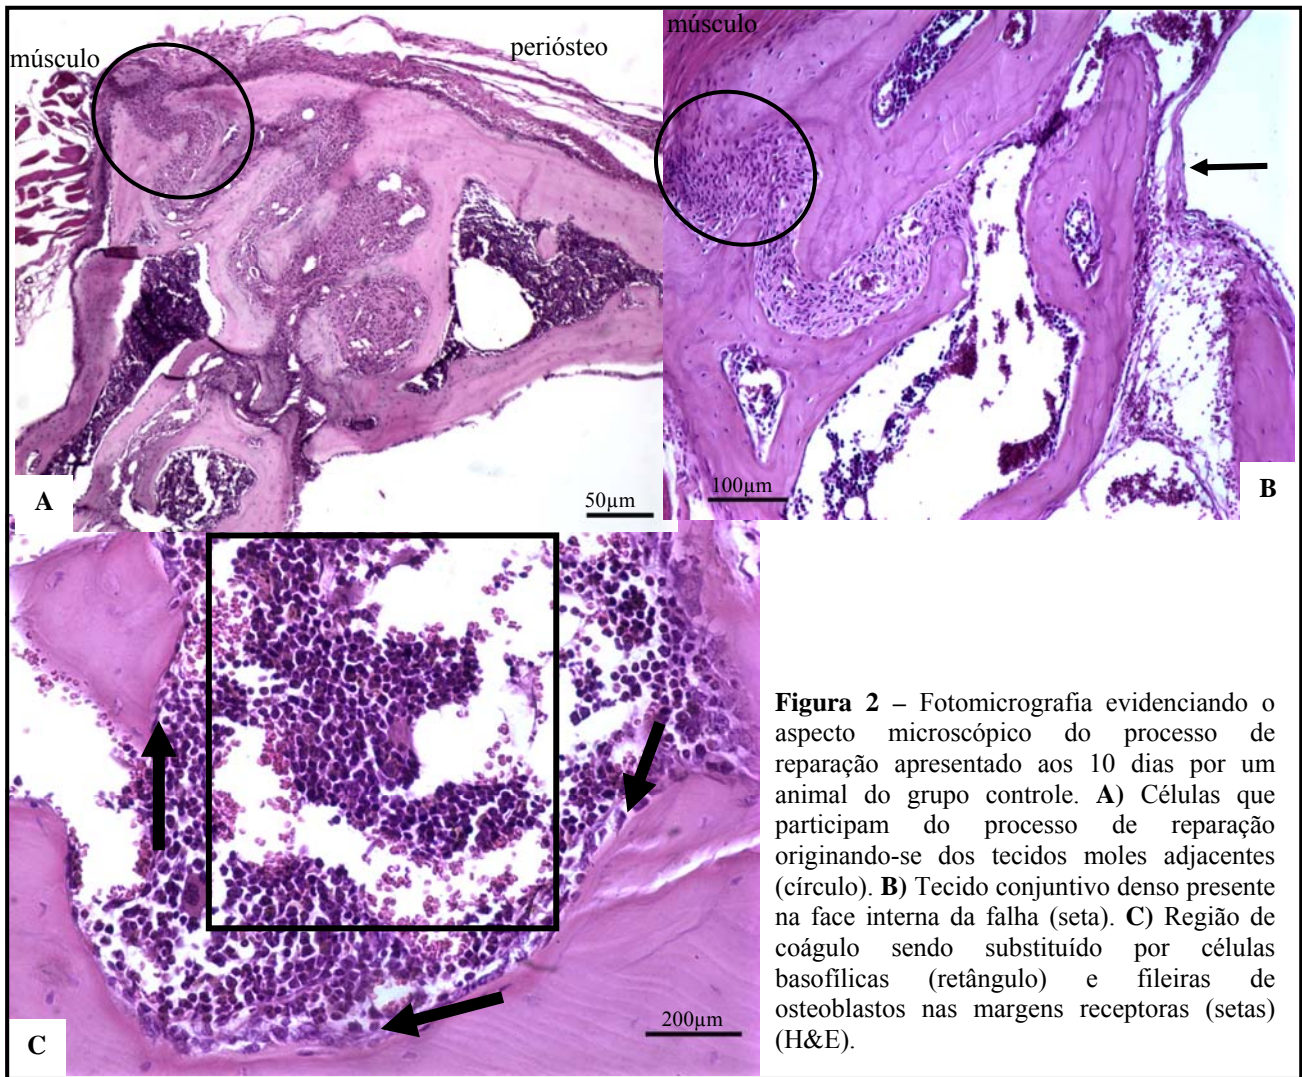 músculo
periósteo
A
50µm
músculo
100µm
B
C
200µm
Figura 2 – Fotomicrografia evidenciando o
aspecto microscópico do processo de
reparação apresentado aos 10 dias por um
animal do grupo controle. A) Células que
participam do processo de reparação
originando-se dos tecidos moles adjacentes
(círculo). B) Tecido conjuntivo denso presente
na face interna da falha (seta). C) Região de
coágulo sendo substituído por células
basofílicas (retângulo) e fileiras de
osteoblastos nas margens receptoras (setas)
(H&E).